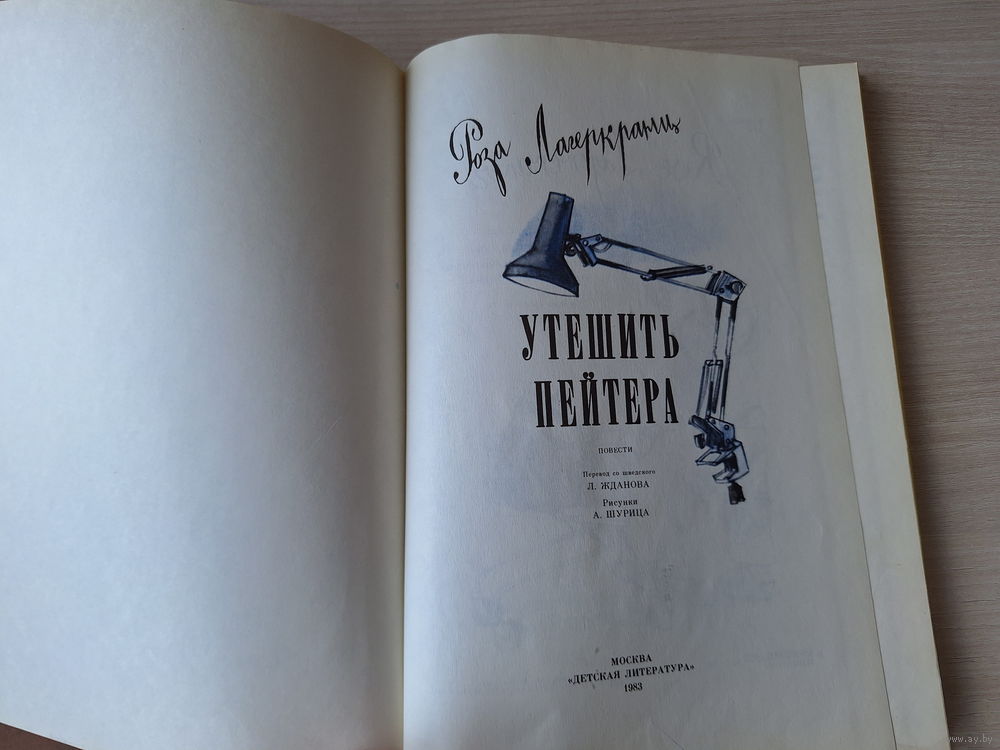 Роза Лагеркранц
УТЕШИТЬ
ПЕЙТЕРА
ПОВЕСТИ
Перевод со шведского
Л. ЖДАНОВА
Рисунки
А. ШУРИЦА
МОСКВА
«ДЕТСКАЯ ЛИТЕРАТУРА»
1983
www.ay.by